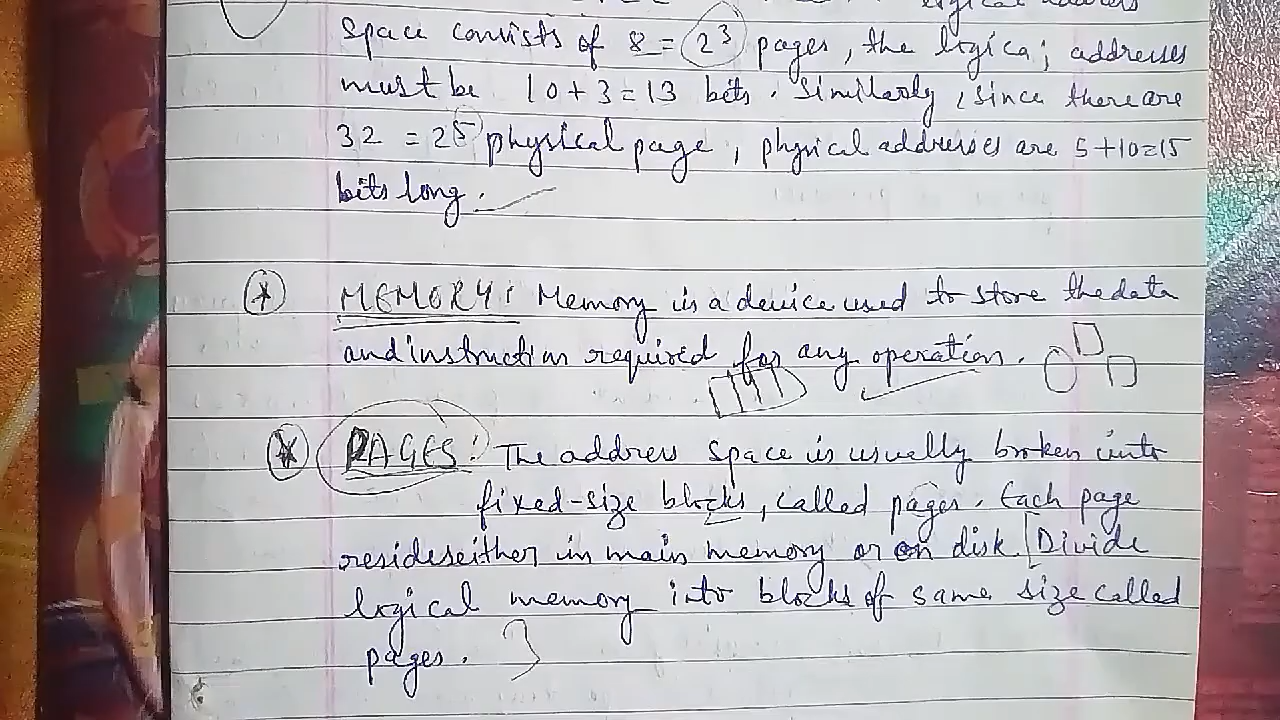 logical address
space consists of 8 = 2³ pages, the logica; addresses
must be 10+3=13 bits. Similarly, since there are
32 = 2⁵ physical page, physical addresses are 5+10=15
bits long.
MEMORY: Memory is a device used to store the data
and instruction required for any operation.
PAGES: The address space is usually broken into
fixed-size blocks, called pages. Each page
resides either in main memory or on disk. [Divide
logical memory into blocks of same size called
pages. }